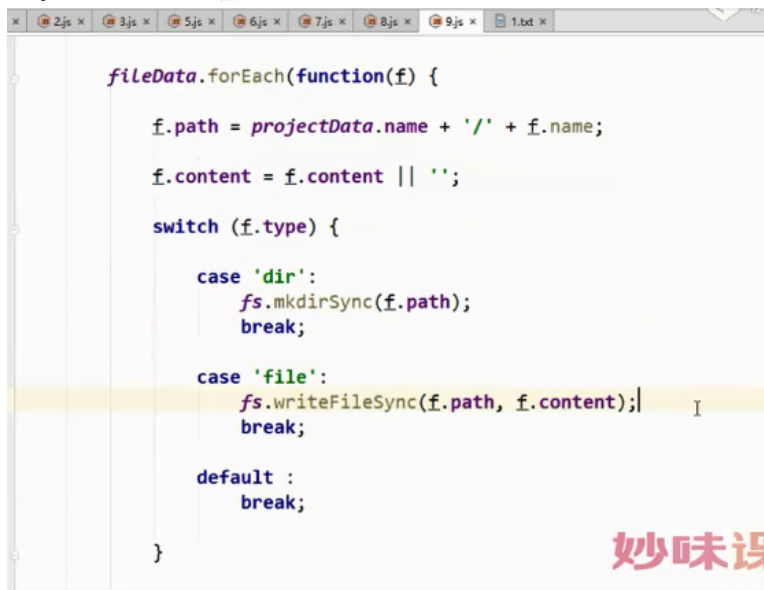 2.js × 3.js × 5.js × 6.js × 7.js × 8.js × 9.js × 1.txt ×
fileData.forEach(function(f) {
f.path = projectData.name + '/' + f.name;
f.content = f.content || '';
switch (f.type) {
case 'dir':
fs.mkdirSync(f.path);
break;
case 'file':
fs.writeFileSync(f.path, f.content);
break;
default :
break;
}
妙味课